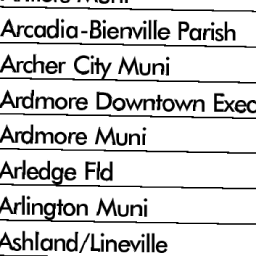 Arcadia-Bienville Parish
Archer City Muni
Ardmore Downtown Exec
Ardmore Muni
Arledge Fld
Arlington Muni
Ashland/Lineville